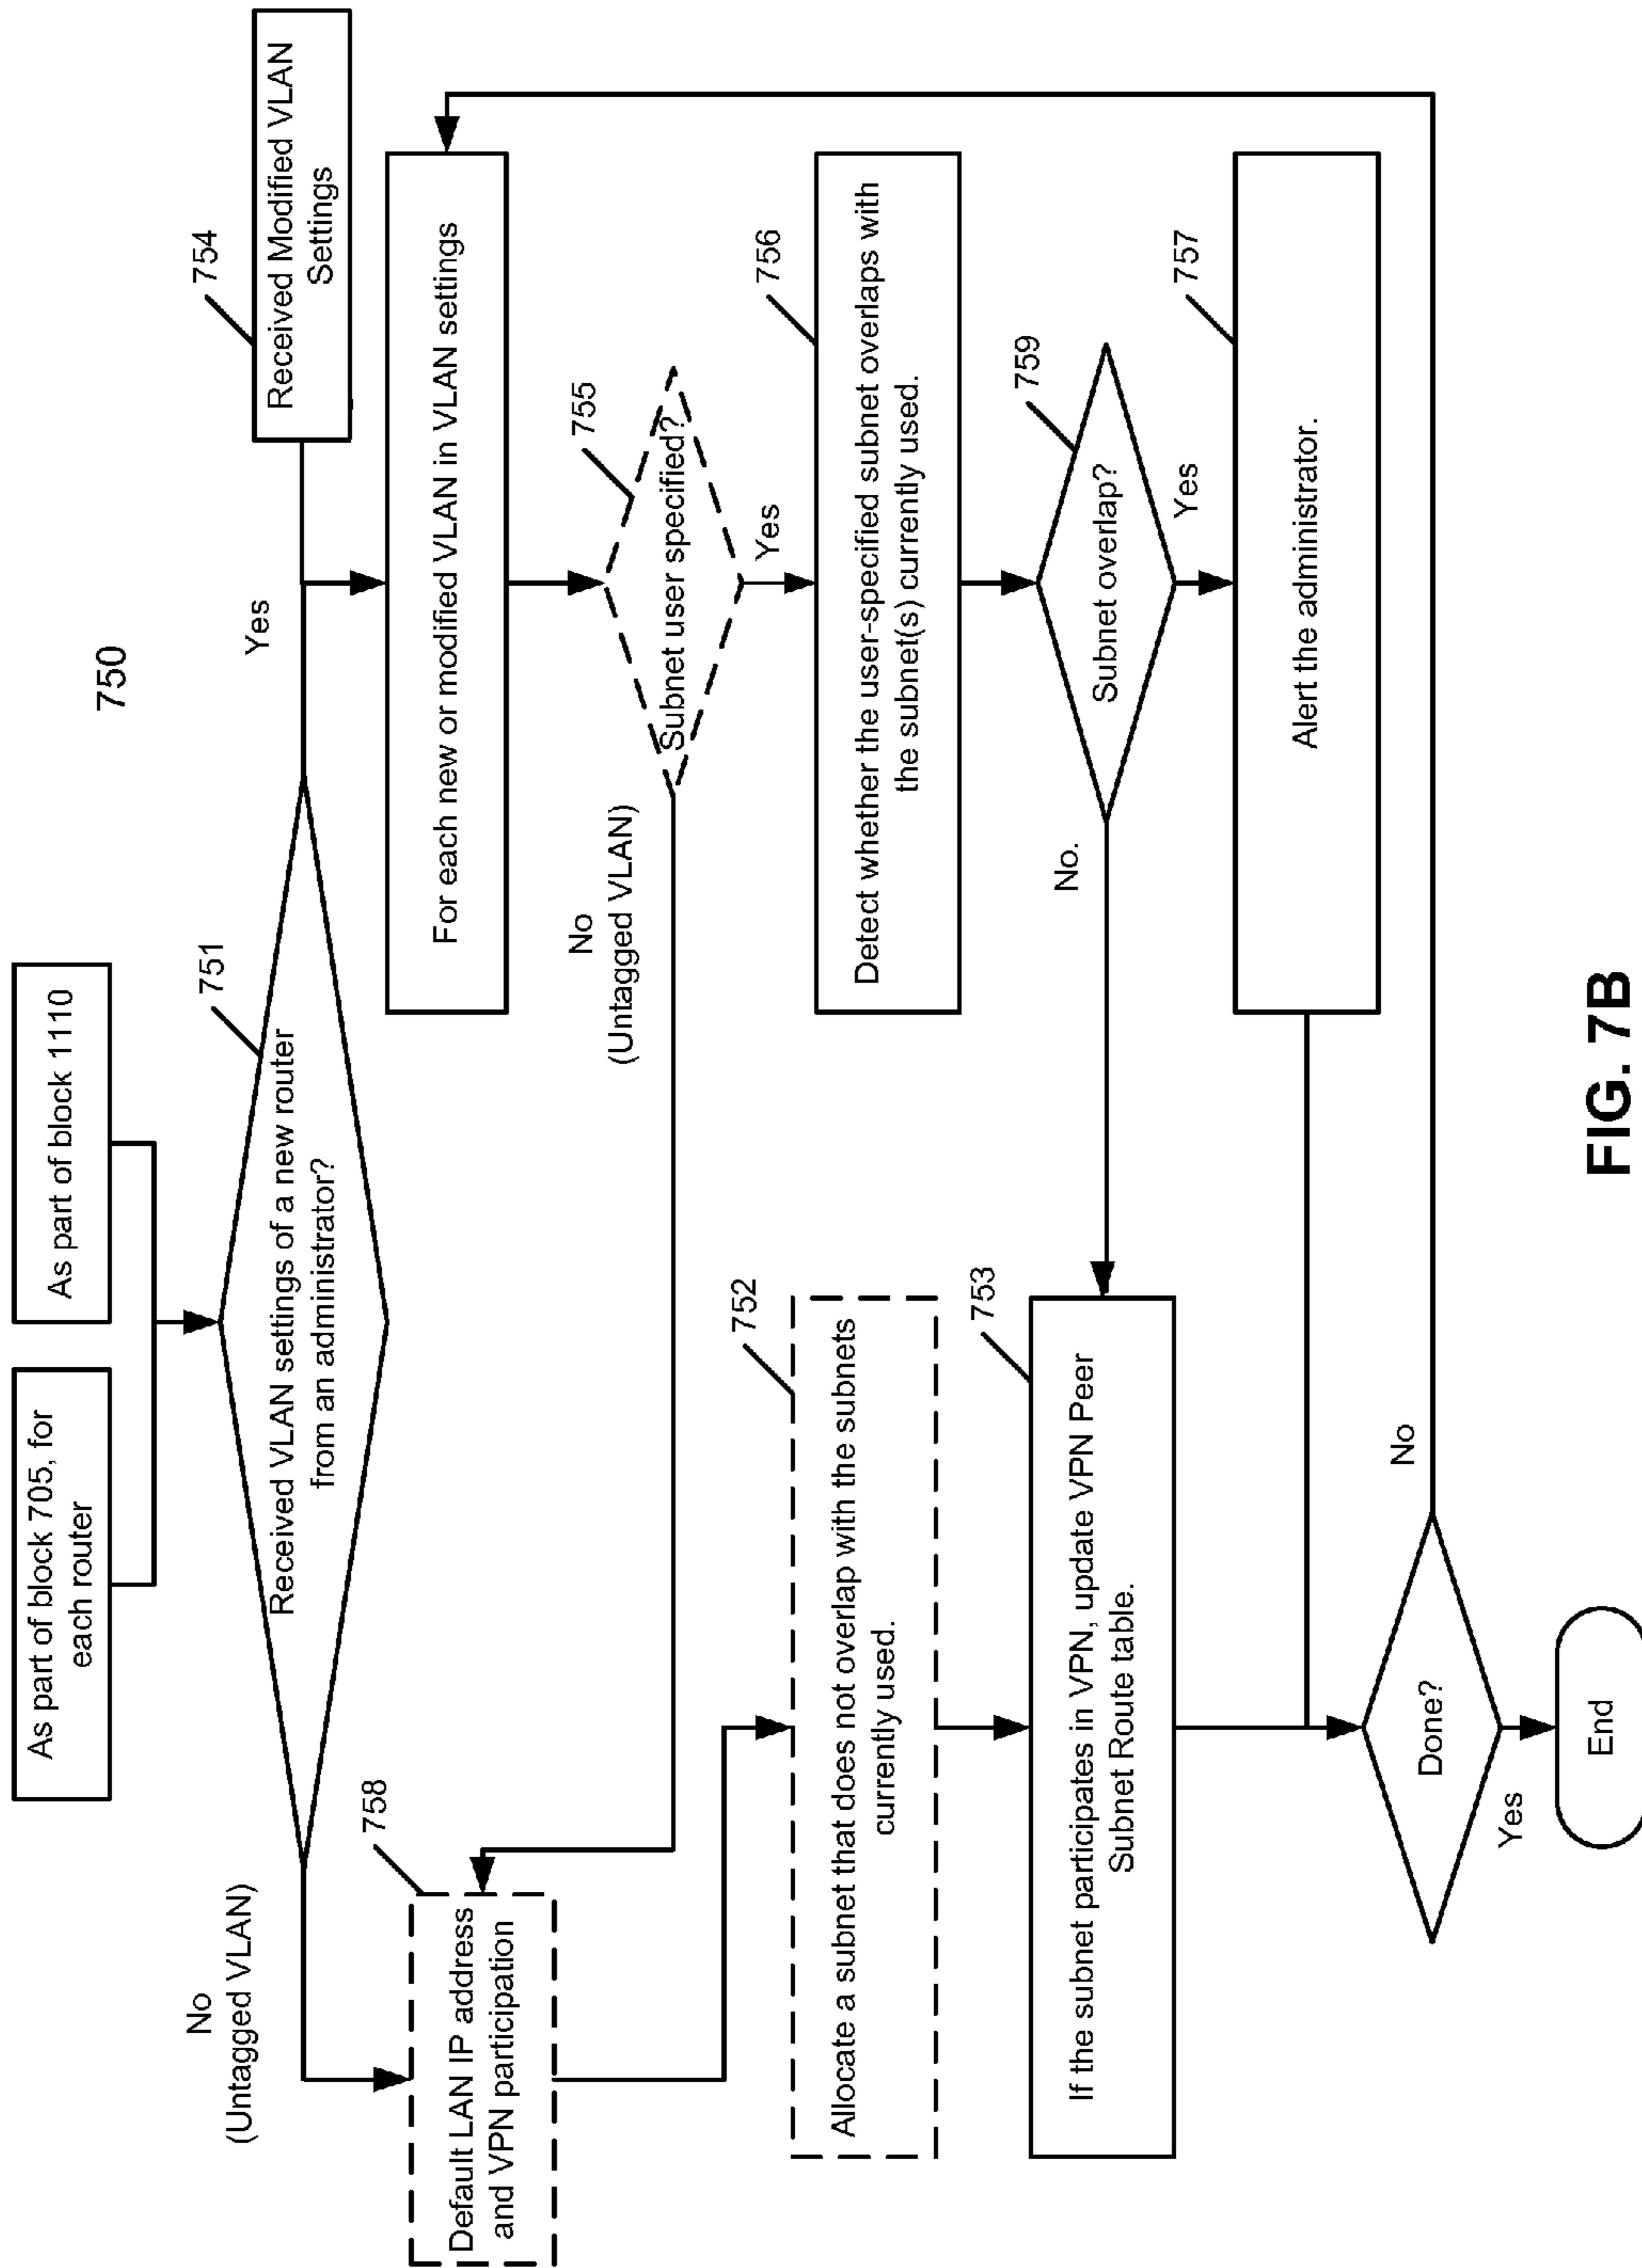 750
As part of block 705, for
each router
As part of block 1110
751
Received VLAN settings of a new router
from an administrator?
No
(Untagged VLAN)
Yes
754
Received Modified VLAN
Settings
For each new or modified VLAN in VLAN settings
758
Default LAN IP address
and VPN participation
No
(Untagged VLAN)
755
Subnet user specified?
Yes
752
Allocate a subnet that does not overlap with the subnets
currently used.
756
Detect whether the user-specified subnet overlaps with
the subnet(s) currently used.
753
If the subnet participates in VPN, update VPN Peer
Subnet Route table.
No.
759
Subnet overlap?
Yes
757
Alert the administrator.
Done?
No
Yes
End
FIG. 7B